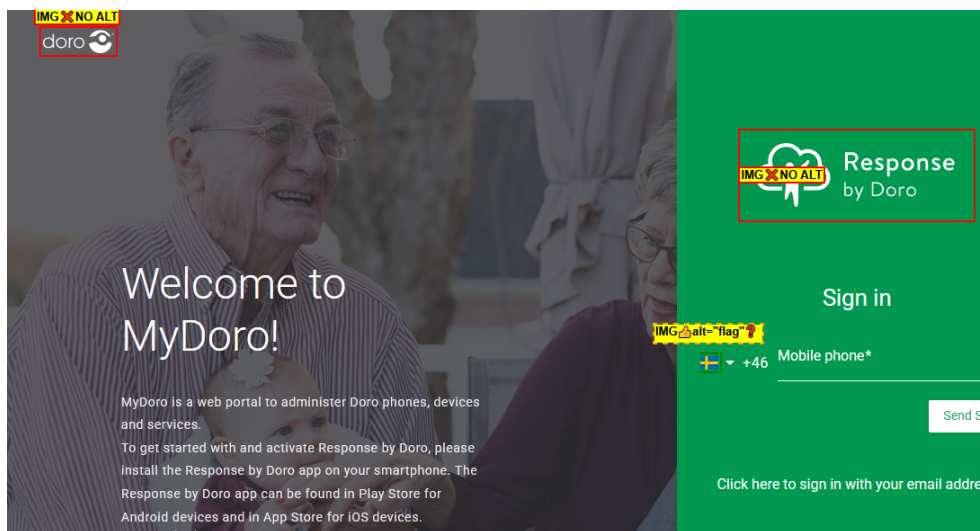 IMG❌NO ALT
doro
Welcome to
MyDoro!
MyDoro is a web portal to administer Doro phones, devices
and services.
To get started with and activate Response by Doro, please
install the Response by Doro app on your smartphone. The
Response by Doro app can be found in Play Store for
Android devices and in App Store for iOS devices.
IMG❌NO ALT
Response
by Doro
Sign in
IMG👍alt="flag"❓
+46 Mobile phone*
Send S
Click here to sign in with your email addre